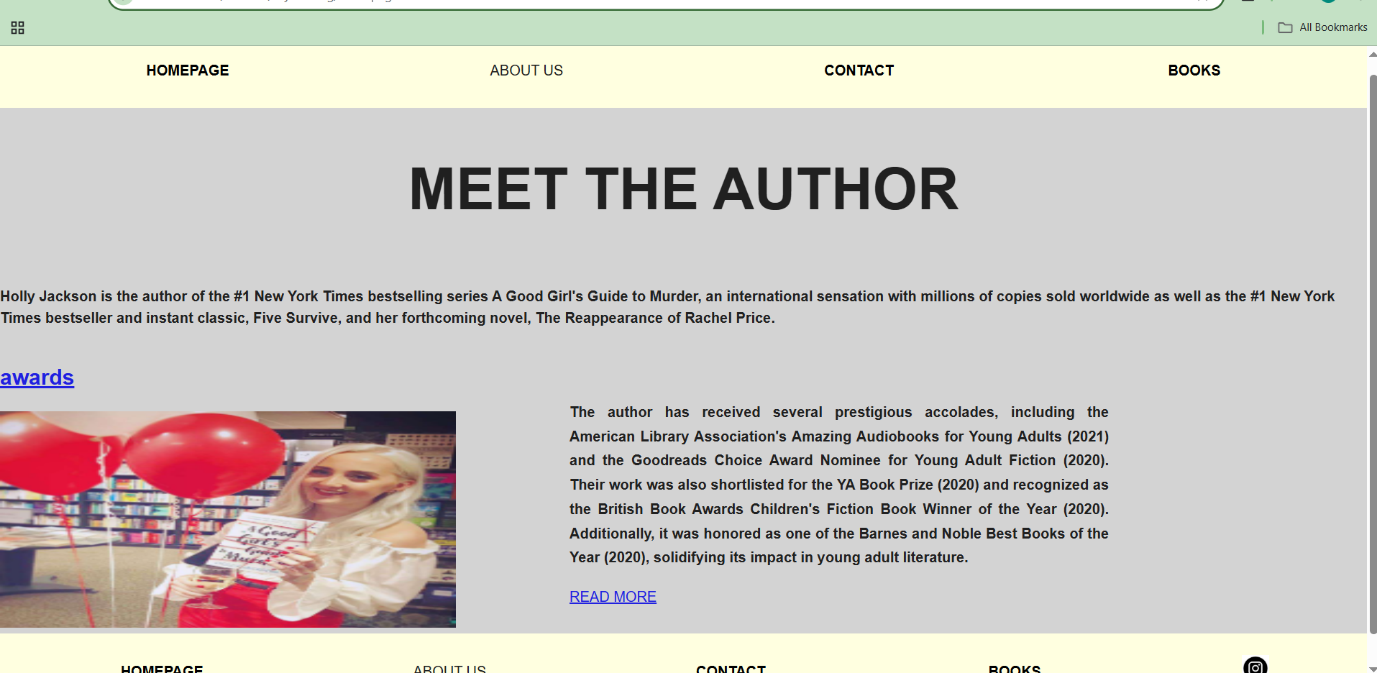 All Bookmarks
HOMEPAGE ABOUT US CONTACT BOOKS
MEET THE AUTHOR
Holly Jackson is the author of the #1 New York Times bestselling series A Good Girl's Guide to Murder, an international sensation with millions of copies sold worldwide as well as the #1 New York
Times bestseller and instant classic, Five Survive, and her forthcoming novel, The Reappearance of Rachel Price.
awards
The author has received several prestigious accolades, including the
American Library Association's Amazing Audiobooks for Young Adults (2021)
and the Goodreads Choice Award Nominee for Young Adult Fiction (2020).
Their work was also shortlisted for the YA Book Prize (2020) and recognized as
the British Book Awards Children's Fiction Book Winner of the Year (2020).
Additionally, it was honored as one of the Barnes and Noble Best Books of the
Year (2020), solidifying its impact in young adult literature.
READ MORE
HOMEPAGE ABOUT US CONTACT BOOKS